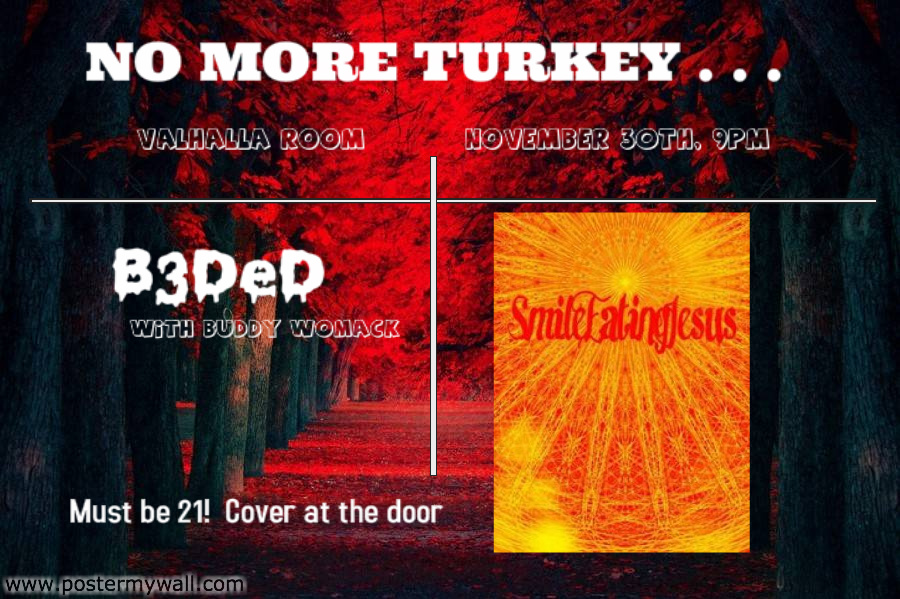 NO MORE TURKEY . . .
VALHALLA ROOM
NOVEMBER 30TH, 9PM
B3DeD
WiTH BUDDY WOMACK
SmileEatingJesus
Must be 21! Cover at the door
www.postermywall.com